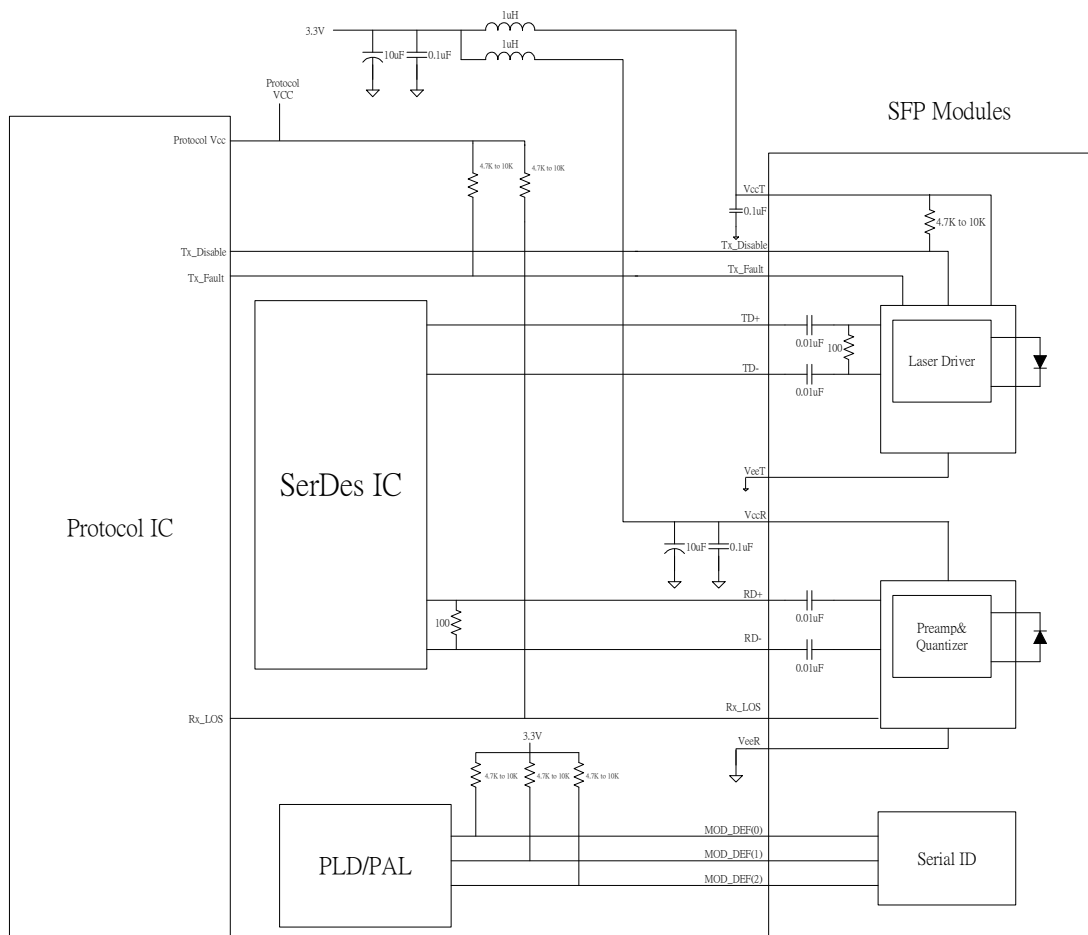 1uH
3.3V
1uH
10uF
0.1uF
Protocol
VCC
SFP Modules
Protocol Vcc
4.7K to 10K
4.7K to 10K
VccT
0.1uF
4.7K to 10K
Tx_Disable
Tx_Disable
Tx_Fault
Tx_Fault
TD+
0.01uF
100
Laser Driver
TD-
0.01uF
SerDes IC
VeeT
Protocol IC
VccR
10uF
0.1uF
RD+
0.01uF
100
Preamp&
Quantizer
RD-
0.01uF
Rx_LOS
Rx_LOS
3.3V
VeeR
4.7K to 10K
4.7K to 10K
4.7K to 10K
PLD/PAL
MOD_DEF(0)
MOD_DEF(1)
MOD_DEF(2)
Serial ID